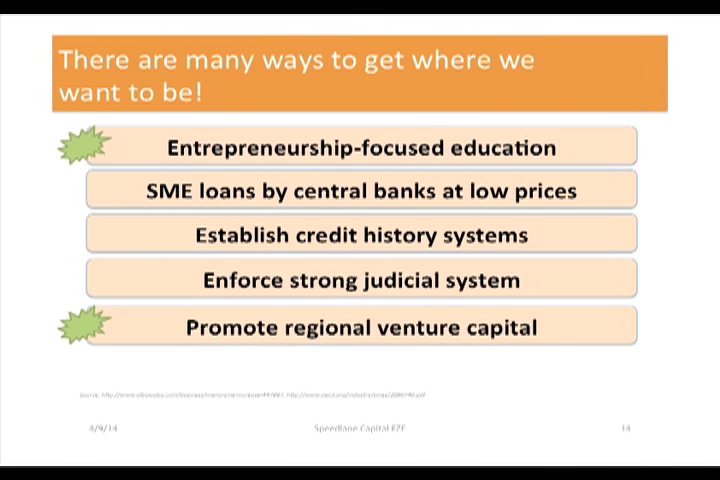 There are many ways to get where we
want to be!
Entrepreneurship-focused education
SME loans by central banks at low prices
Establish credit history systems
Enforce strong judicial system
Promote regional venture capital
4/9/14
Speedlane Capital FZE
14